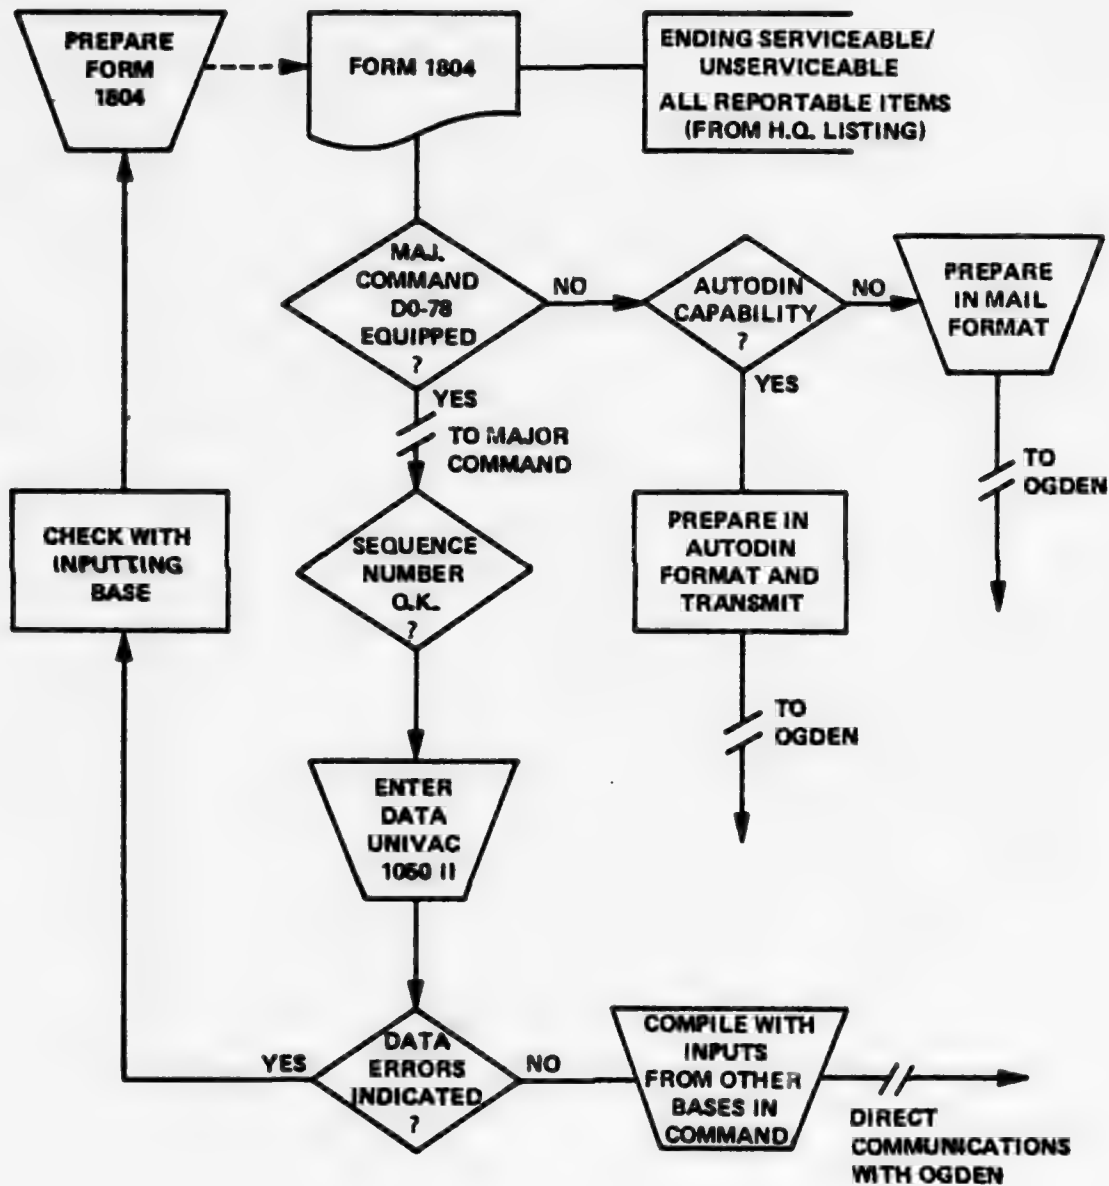 PREPARE
FORM
1804
FORM 1804
ENDING SERVICEABLE/
UNSERVICEABLE
ALL REPORTABLE ITEMS
(FROM H.Q. LISTING)
MAJ.
COMMAND
D0-78
EQUIPPED
?
NO
AUTODIN
CAPABILITY
?
NO
PREPARE
IN MAIL
FORMAT
YES
TO MAJOR
COMMAND
YES
TO
OGDEN
CHECK WITH
INPUTTING
BASE
SEQUENCE
NUMBER
O.K.
?
PREPARE IN
AUTODIN
FORMAT AND
TRANSMIT
TO
OGDEN
ENTER
DATA
UNIVAC
1050 II
YES
DATA
ERRORS
INDICATED
?
NO
COMPILE WITH
INPUTS
FROM OTHER
BASES IN
COMMAND
DIRECT
COMMUNICATIONS
WITH OGDEN